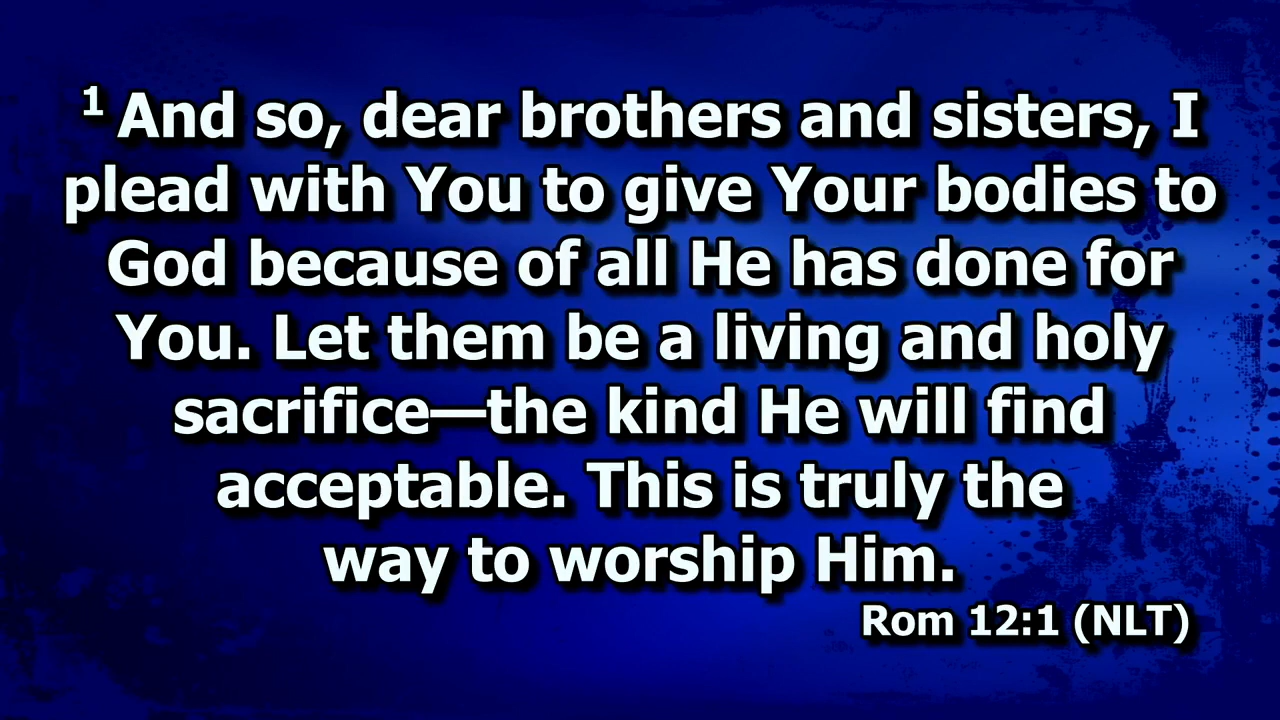 1 And so, dear brothers and sisters, I
plead with You to give Your bodies to
God because of all He has done for
You. Let them be a living and holy
sacrifice—the kind He will find
acceptable. This is truly the
way to worship Him.
Rom 12:1 (NLT)